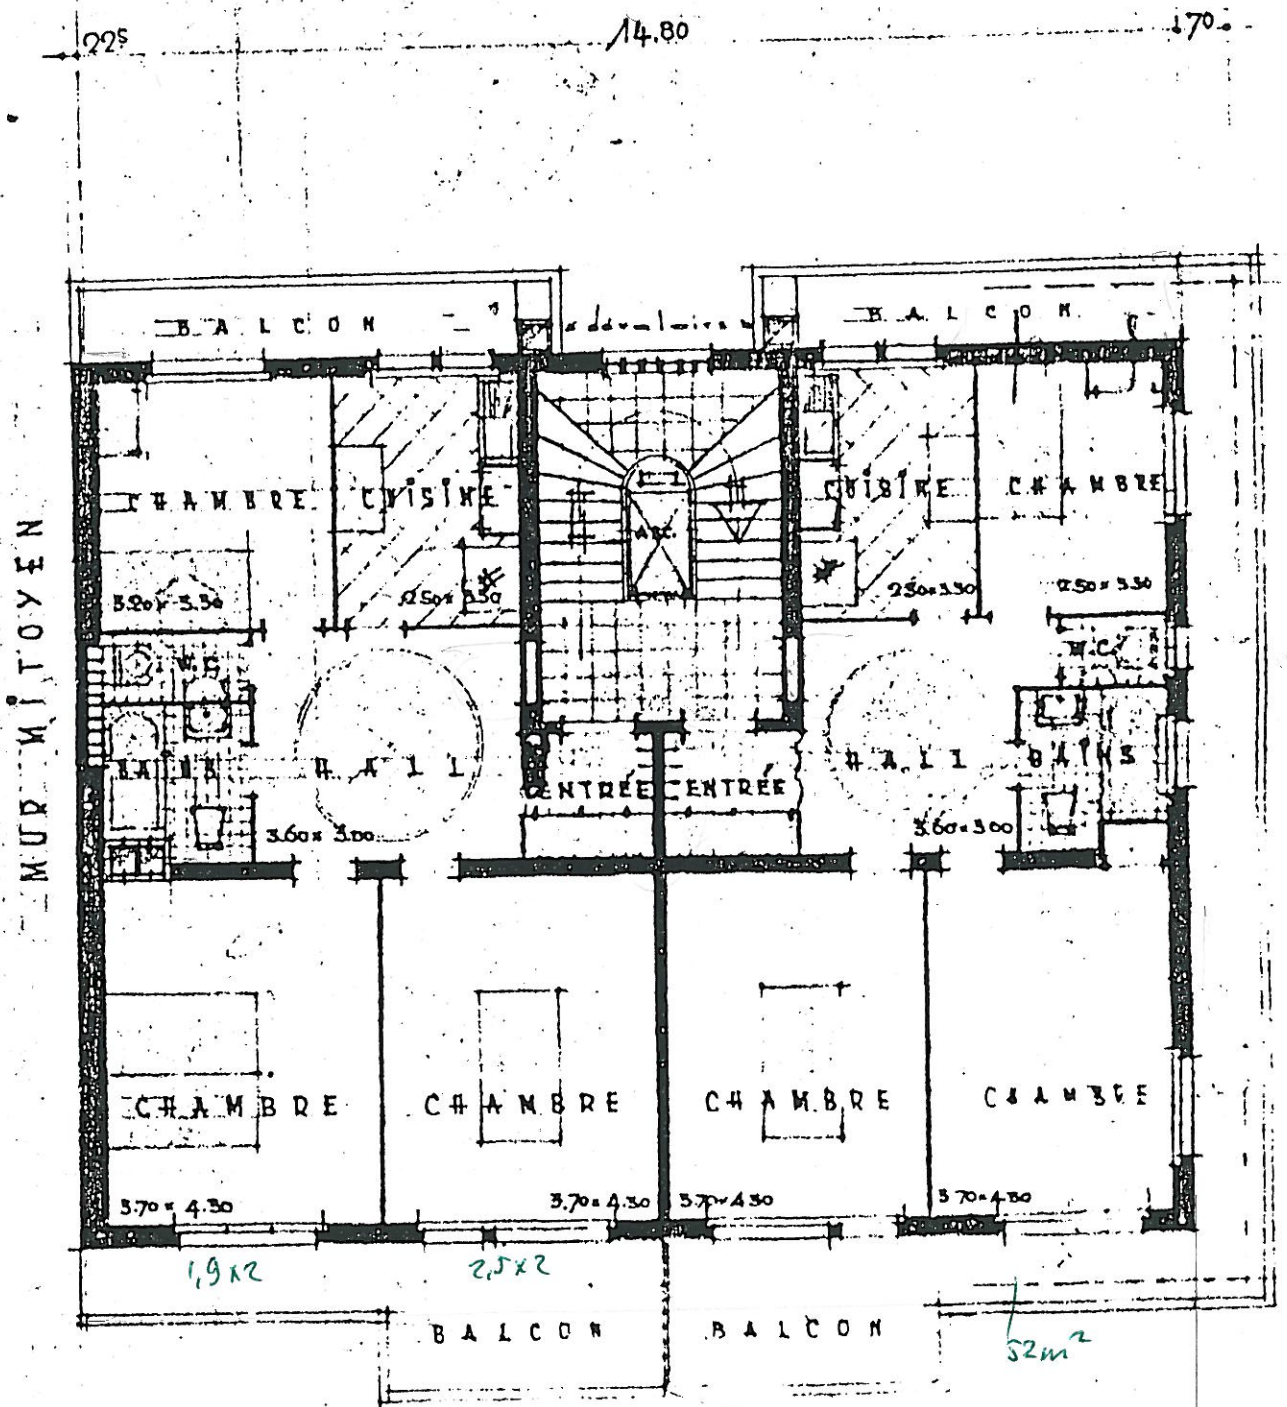 22⁵ 14.80 70
BALCON BALCON
dévaloirs
CHAMBRE CUISINE ASC. CUISINE CHAMBRE
3.20 x 3.30 2.50 x 3.30 2.50 x 3.30 2.50 x 3.30
W.C. W.C.
MUR MITOYEN
BAINS HALL HALL BAINS
ENTRÉE ENTRÉE
3.60 x 3.00 3.60 x 3.00
CHAMBRE CHAMBRE CHAMBRE CHAMBRE
3.70 x 4.30 3.70 x 4.30 3.70 x 4.30 3.70 x 4.30
1,9 x 2 2,5 x 2
BALCON BALCON
52m²